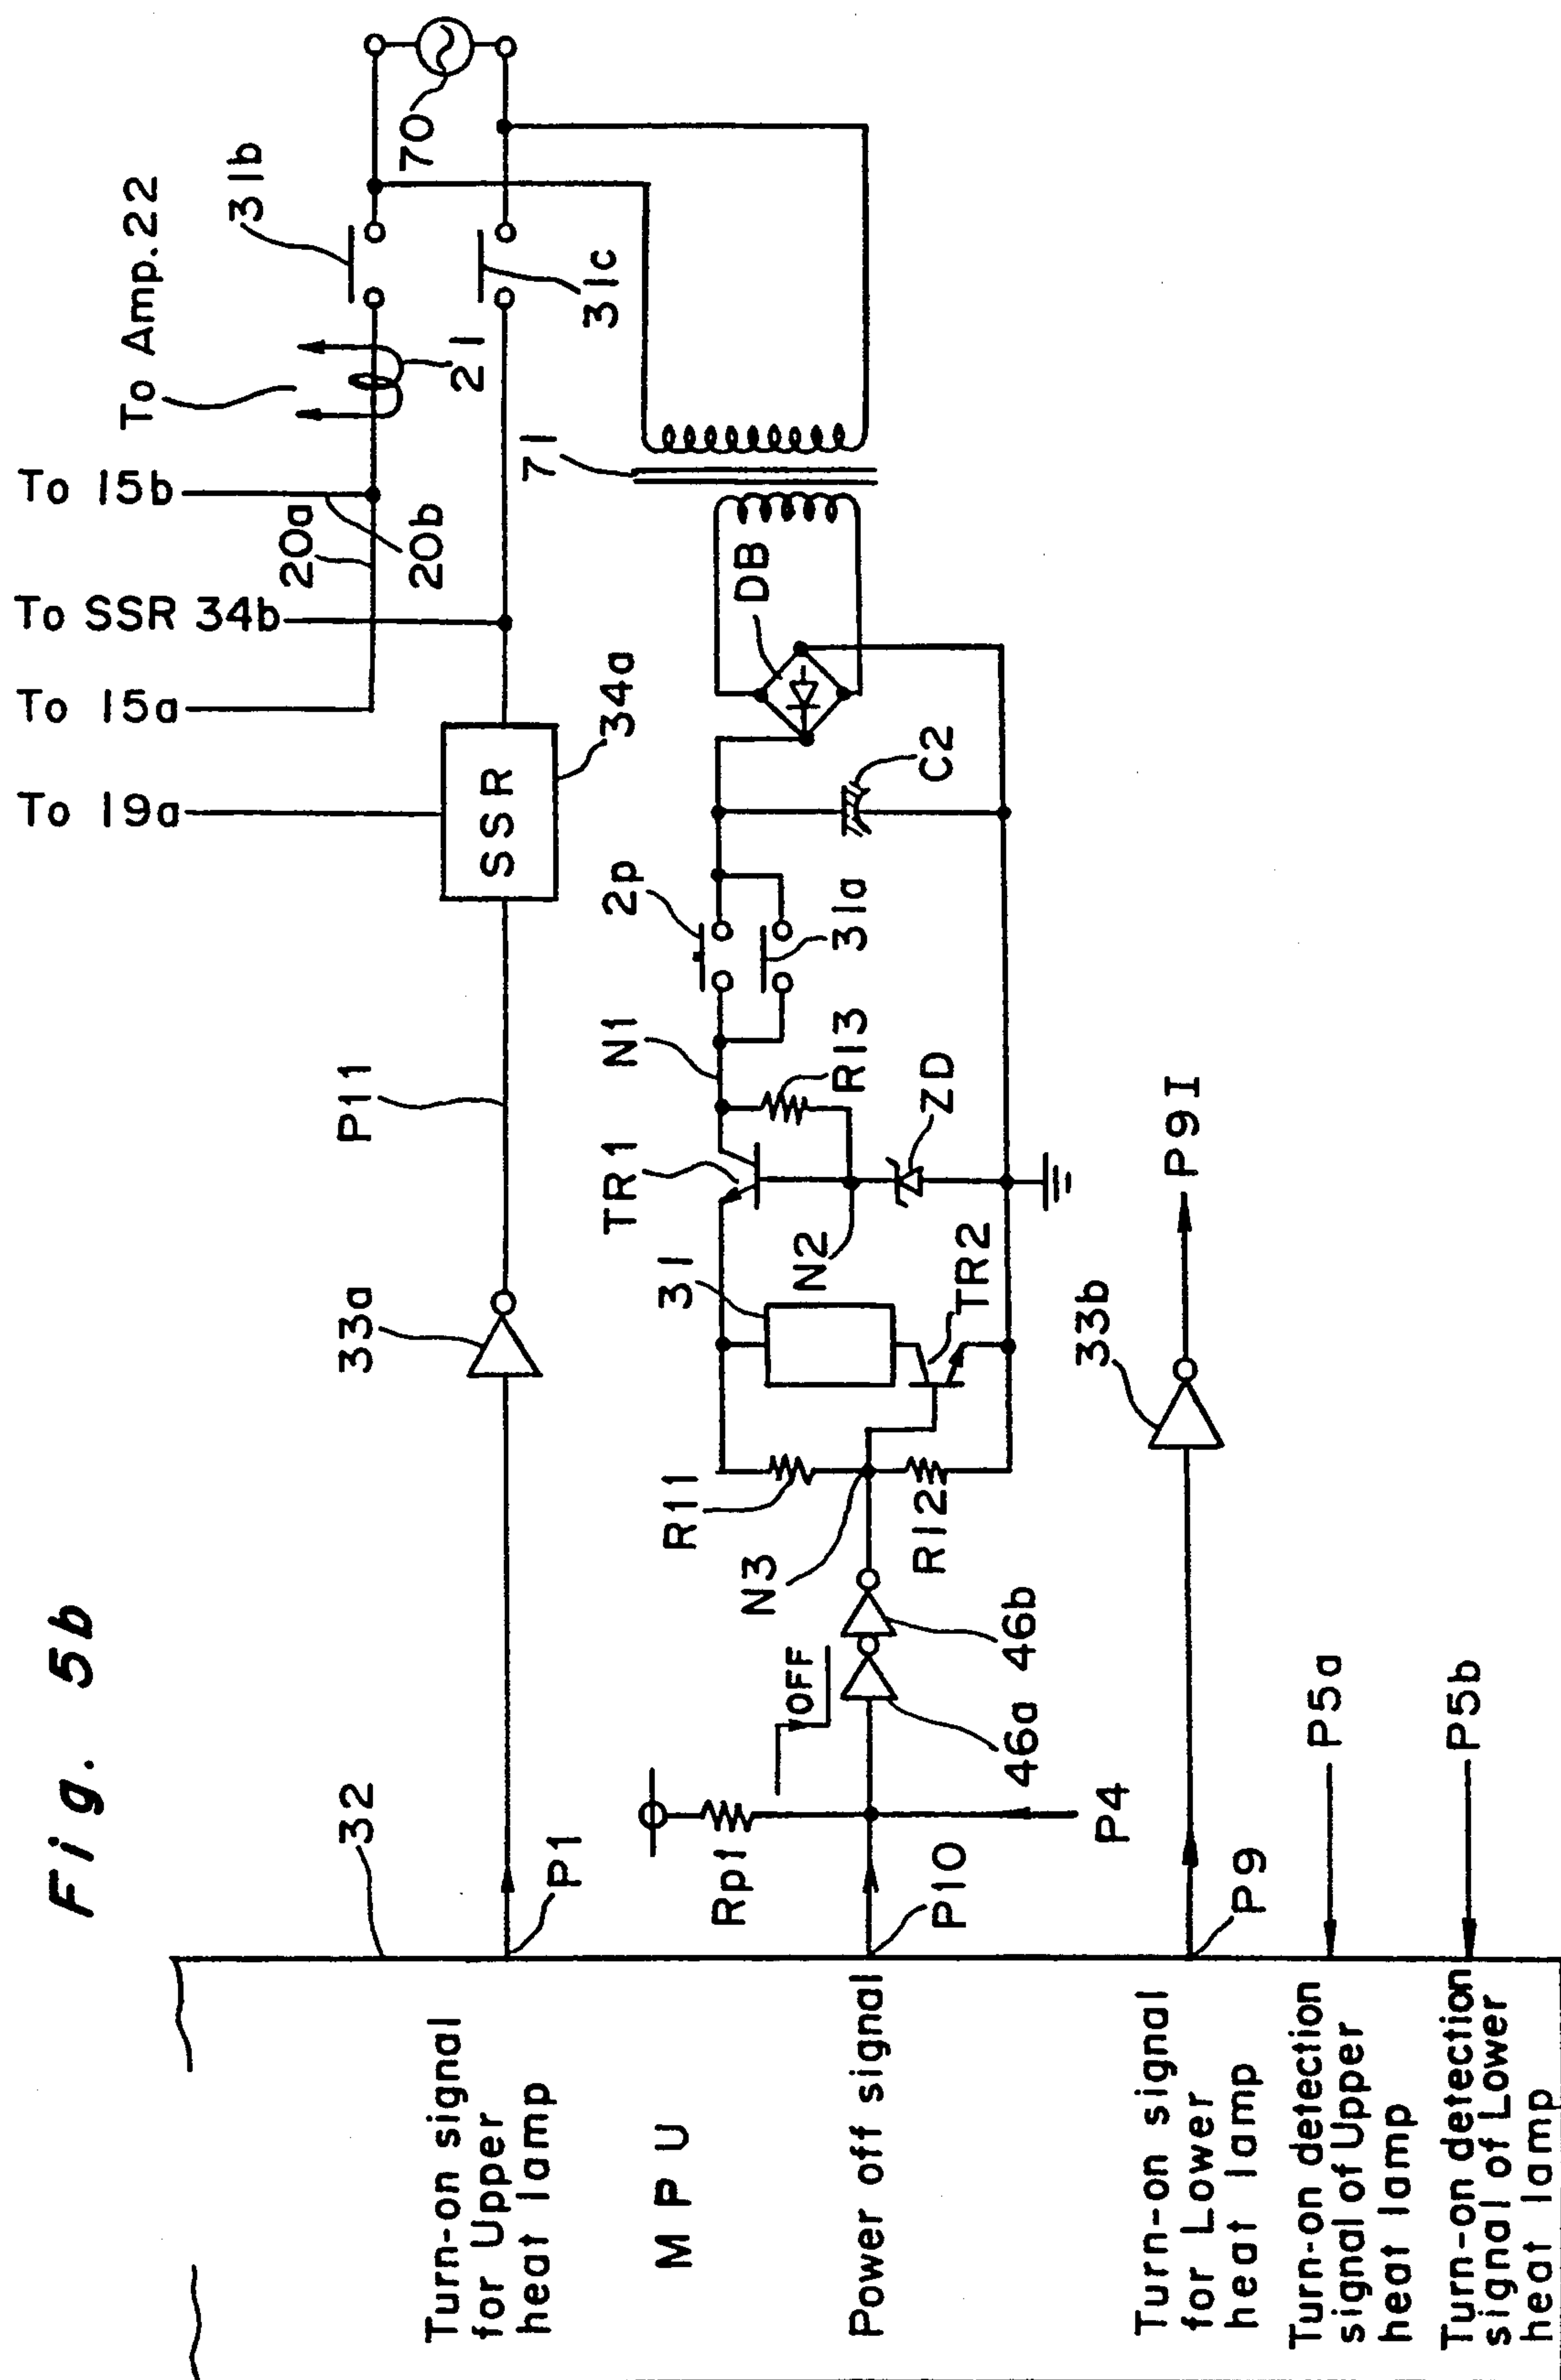 Fig. 5b
32
Turn-on signal
for Upper
heat lamp
P1
33a
P11
SSR
34a
To 19a
To 15a
To SSR 34b
To 15b
20a
20b
To Amp.22
21
31b
31c
70
71
MPU
Power off signal
P10
Rp1
OFF
P4
46a
46b
N3
R11
R12
31
TR2
TR1
N2
N1
R13
ZD
2p
31a
C2
DB
Turn-on signal
for Lower
heat lamp
P9
33b
P9I
Turn-on detection
signal of Upper
heat lamp
P5a
Turn-on detection
signal of Lower
heat lamp
P5b